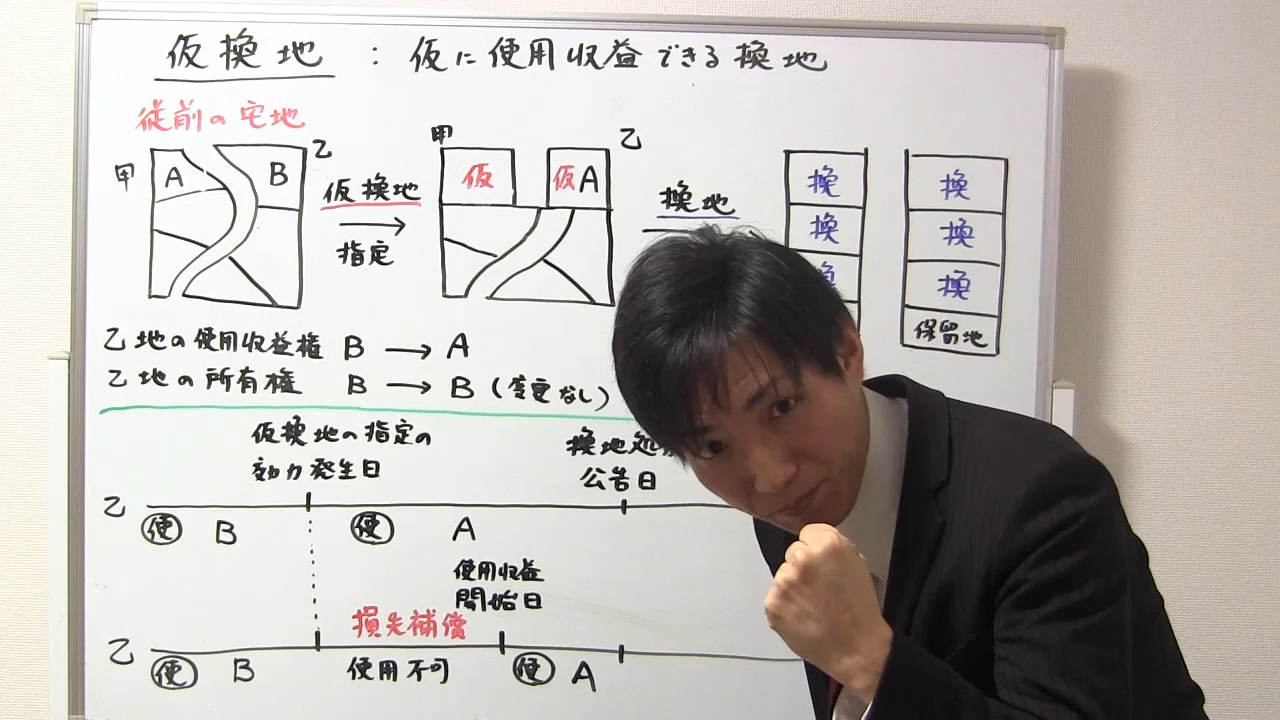 仮換地 : 仮に使用収益できる換地
従前の宅地
甲 A B 乙
仮換地
指定
甲 仮 仮A 乙
換地
換 換
換 換
換 換
保留地
乙地の使用収益権 B → A
乙地の所有権 B → B (変更なし)
仮換地の指定の
効力発生日
換地処
公告日
乙
使 B 使 A
使用収益
開始日
損失補償
乙
使 B 使用不可 使 A